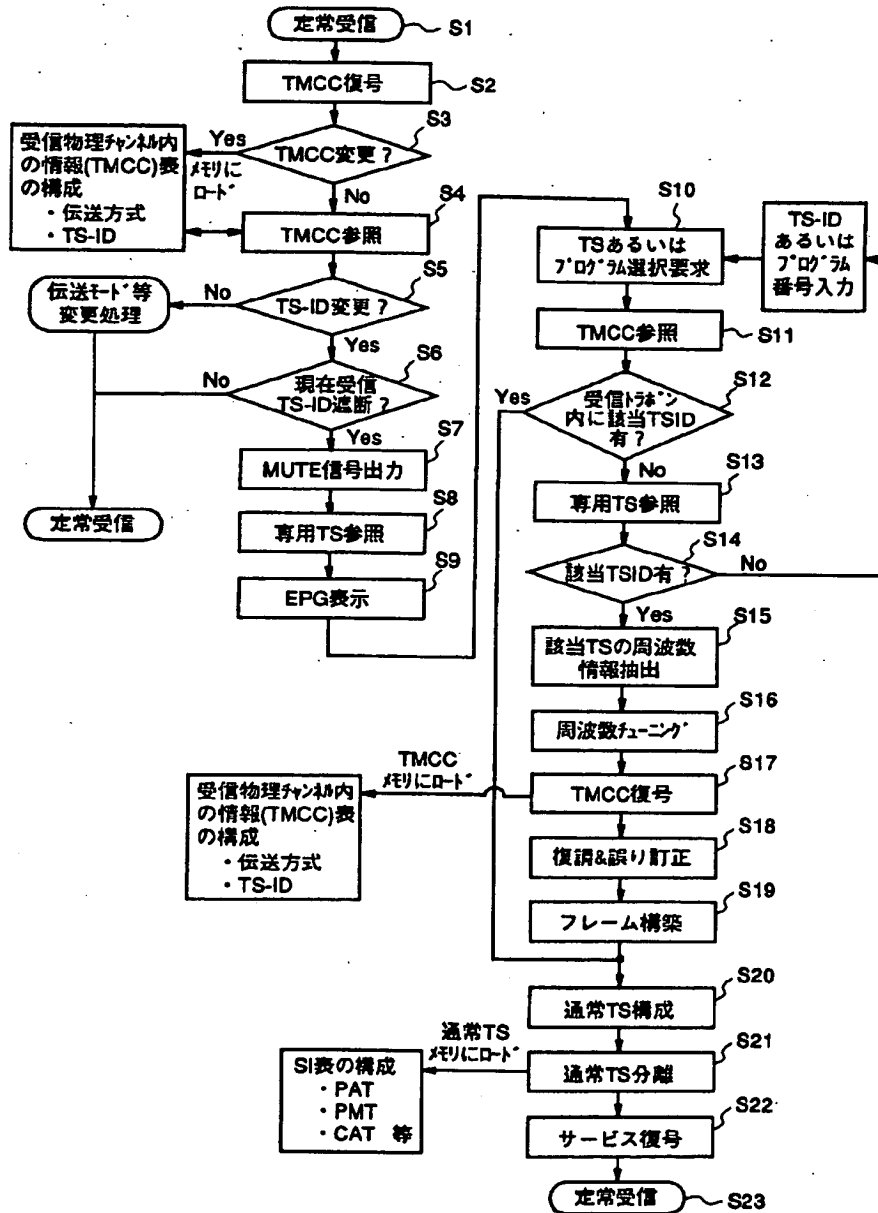 定常受信
S1
TMCC復号
S2
TMCC変更？
S3
Yes
メモリに
ロード
受信物理チャンネル内
の情報(TMCC)表
の構成
・伝送方式
・TS-ID
No
TMCC参照
S4
TS-ID変更？
S5
No
伝送モード等
変更処理
Yes
現在受信
TS-ID遮断？
S6
No
定常受信
Yes
MUTE信号出力
S7
専用TS参照
S8
EPG表示
S9
TSあるいは
プログラム選択要求
S10
TS-ID
あるいは
プログラム
番号入力
TMCC参照
S11
受信トラポン
内に該当TSID
有？
S12
Yes
No
専用TS参照
S13
該当TSID有？
S14
No
Yes
該当TSの周波数
情報抽出
S15
周波数チューニング
S16
TMCC復号
S17
TMCC
メモリにロード
受信物理チャンネル内
の情報(TMCC)表
の構成
・伝送方式
・TS-ID
復調&誤り訂正
S18
フレーム構築
S19
通常TS構成
S20
通常TS分離
S21
通常TS
メモリにロード
SI表の構成
・PAT
・PMT
・CAT 等
サービス復号
S22
定常受信
S23